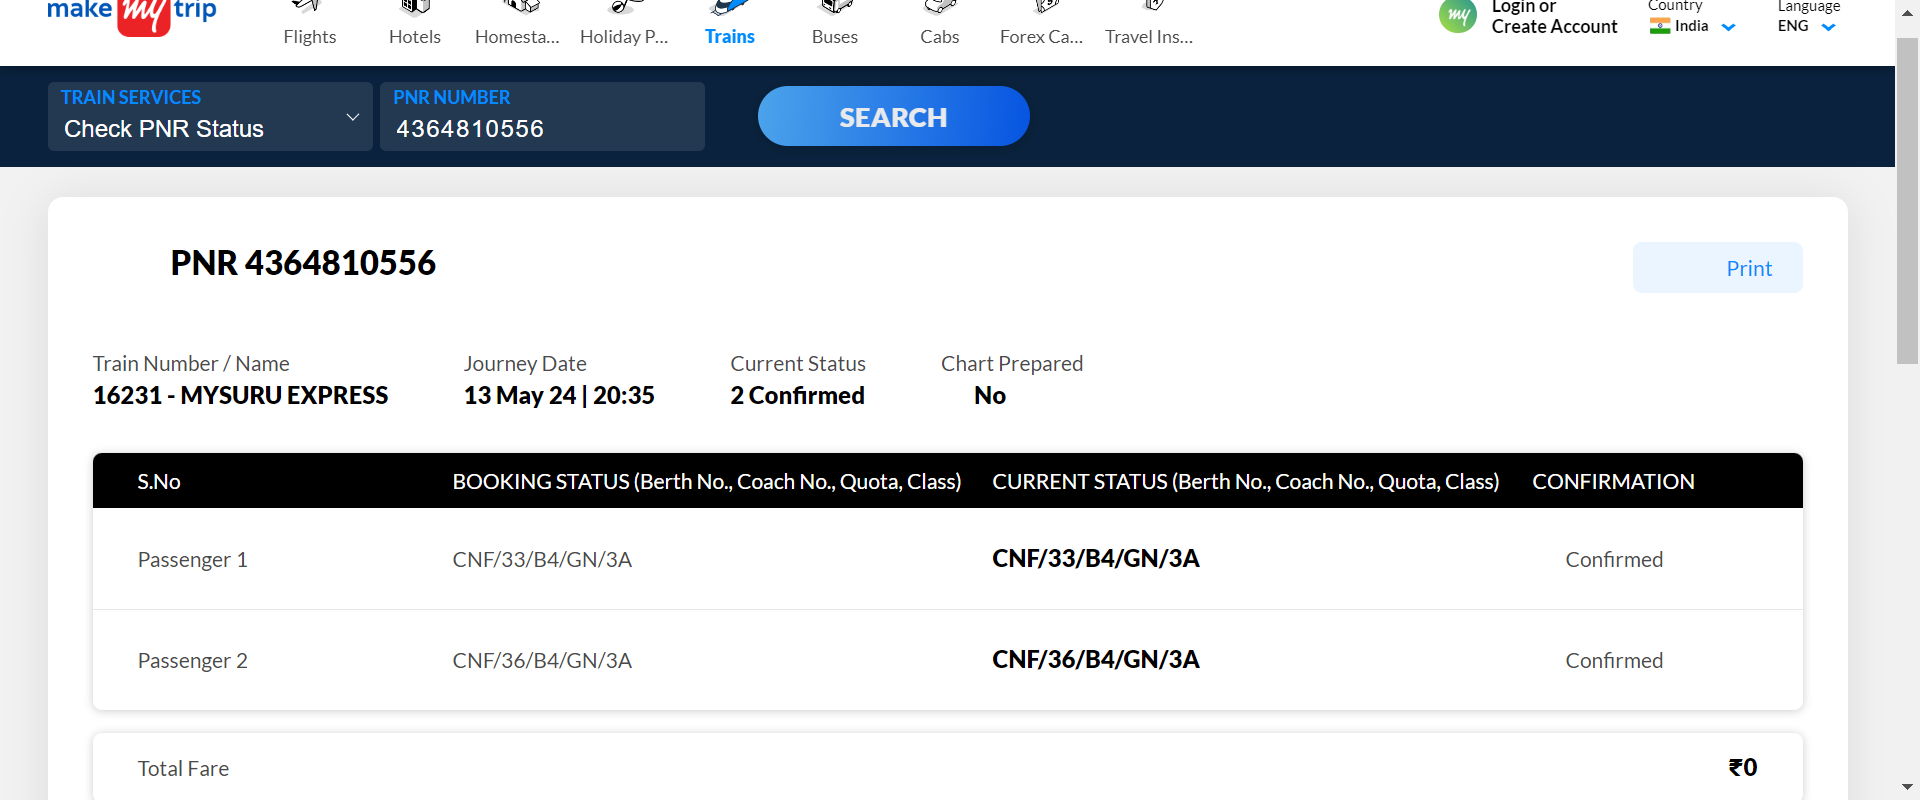 make my trip
Flights
Hotels
Homesta...
Holiday P...
Trains
Buses
Cabs
Forex Ca...
Travel Ins...
my
Login or
Create Account
Country
India
Language
ENG
TRAIN SERVICES
Check PNR Status
PNR NUMBER
4364810556
SEARCH
PNR 4364810556
Print
Train Number / Name
16231 - MYSURU EXPRESS
Journey Date
13 May 24 | 20:35
Current Status
2 Confirmed
Chart Prepared
No
S.No BOOKING STATUS (Berth No., Coach No., Quota, Class) CURRENT STATUS (Berth No., Coach No., Quota, Class) CONFIRMATION
Passenger 1 CNF/33/B4/GN/3A CNF/33/B4/GN/3A Confirmed
Passenger 2 CNF/36/B4/GN/3A CNF/36/B4/GN/3A Confirmed
Total Fare ₹0